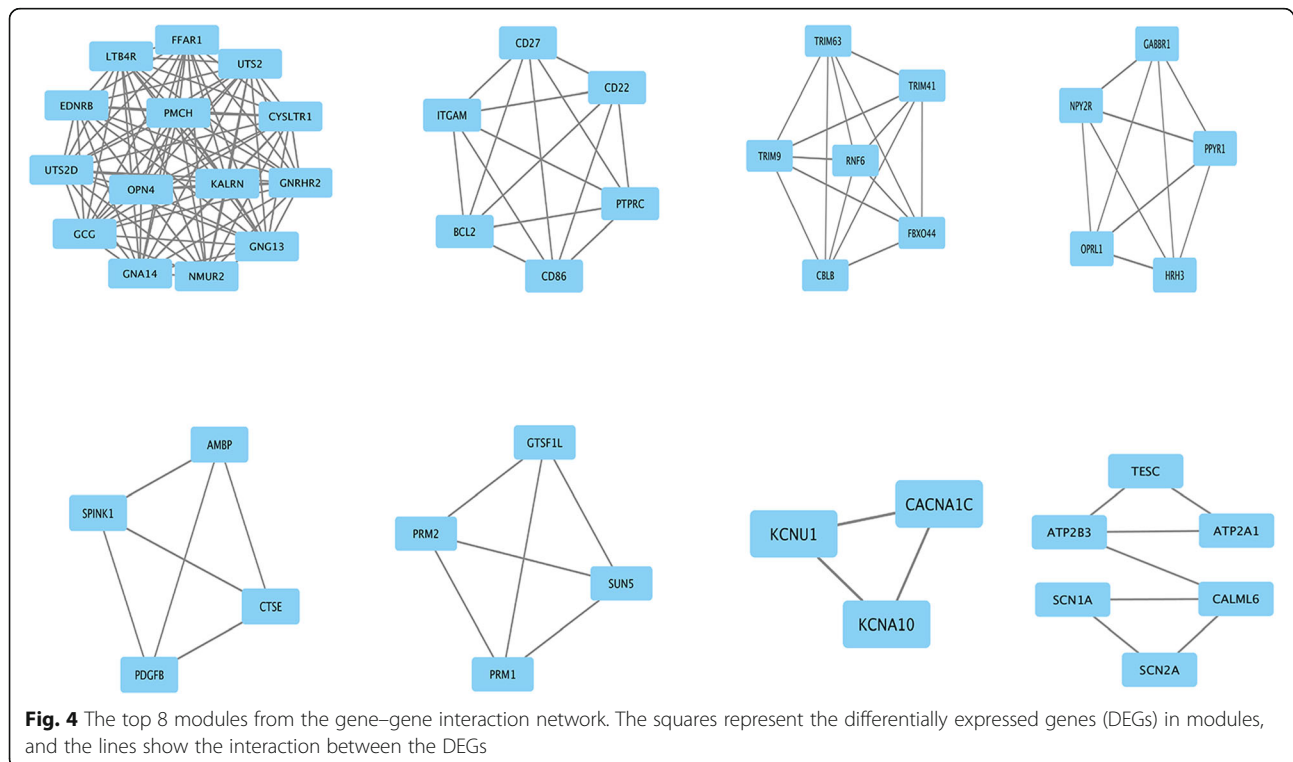 FFAR1
LTB4R
UTS2
EDNRB
PMCH
CYSLTR1
UTS2D
OPN4
KALRN
GNRHR2
GCG
GNG13
GNA14
NMUR2
CD27
CD22
ITGAM
PTPRC
BCL2
CD86
TRIM63
TRIM41
TRIM9
RNF6
FBXO44
CBLB
GABBR1
NPY2R
PPYR1
OPRL1
HRH3
AMBP
SPINK1
CTSE
PDGFB
GTSF1L
PRM2
SUN5
PRM1
CACNA1C
KCNU1
KCNA10
TESC
ATP2B3
ATP2A1
SCN1A
CALML6
SCN2A
Fig. 4 The top 8 modules from the gene–gene interaction network. The squares represent the differentially expressed genes (DEGs) in modules,
and the lines show the interaction between the DEGs